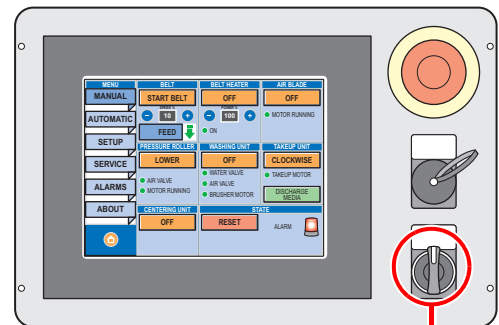 MENU
MANUAL
AUTOMATIC
SETUP
SERVICE
ALARMS
ABOUT
BELT
START BELT
SPEED %
10
FEED
BELT HEATER
OFF
POWER %
100
ON
AIR BLADE
OFF
MOTOR RUNNING
PRESSURE ROLLER
LOWER
AIR VALVE
MOTOR RUNNING
WASHING UNIT
OFF
WATER VALVE
AIR VALVE
BRUSHER MOTOR
TAKEUP UNIT
CLOCKWISE
TAKEUP MOTOR
DISCHARGE
MEDIA
CENTERING UNIT
OFF
STATE
RESET
ALARM